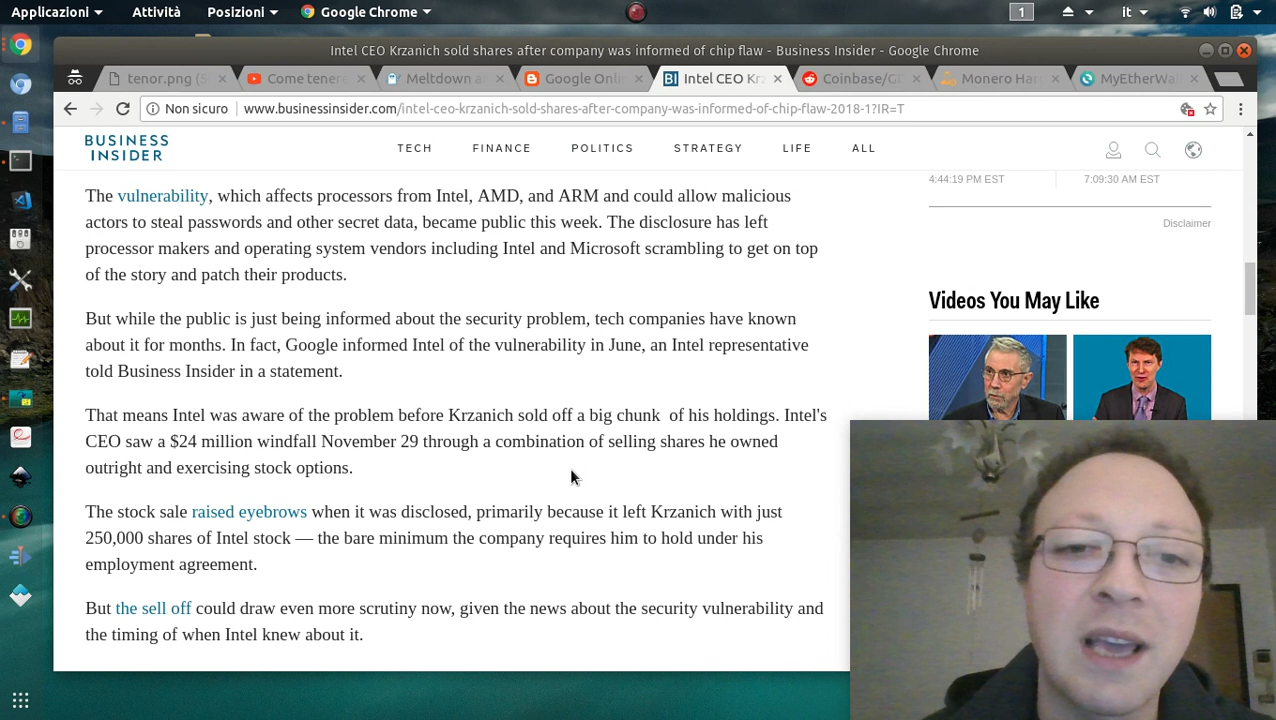 Applicazioni Attività Posizioni Google Chrome 1 it
Intel CEO Krzanich sold shares after company was informed of chip flaw - Business Insider - Google Chrome
tenor.png (5 Come tenere Meltdown a Google Onli BI Intel CEO Krz Coinbase/G Monero Ha MyEtherWal
Non sicuro www.businessinsider.com/intel-ceo-krzanich-sold-shares-after-company-was-informed-of-chip-flaw-2018-1?IR=T
BUSINESS
INSIDER
TECH FINANCE POLITICS STRATEGY LIFE ALL
The vulnerability, which affects processors from Intel, AMD, and ARM and could allow malicious
actors to steal passwords and other secret data, became public this week. The disclosure has left
processor makers and operating system vendors including Intel and Microsoft scrambling to get on top
of the story and patch their products.
But while the public is just being informed about the security problem, tech companies have known
about it for months. In fact, Google informed Intel of the vulnerability in June, an Intel representative
told Business Insider in a statement.
That means Intel was aware of the problem before Krzanich sold off a big chunk of his holdings. Intel's
CEO saw a $24 million windfall November 29 through a combination of selling shares he owned
outright and exercising stock options.
The stock sale raised eyebrows when it was disclosed, primarily because it left Krzanich with just
250,000 shares of Intel stock — the bare minimum the company requires him to hold under his
employment agreement.
But the sell off could draw even more scrutiny now, given the news about the security vulnerability and
the timing of when Intel knew about it.
4:44:19 PM EST 7:09:30 AM EST
Disclaimer
Videos You May Like